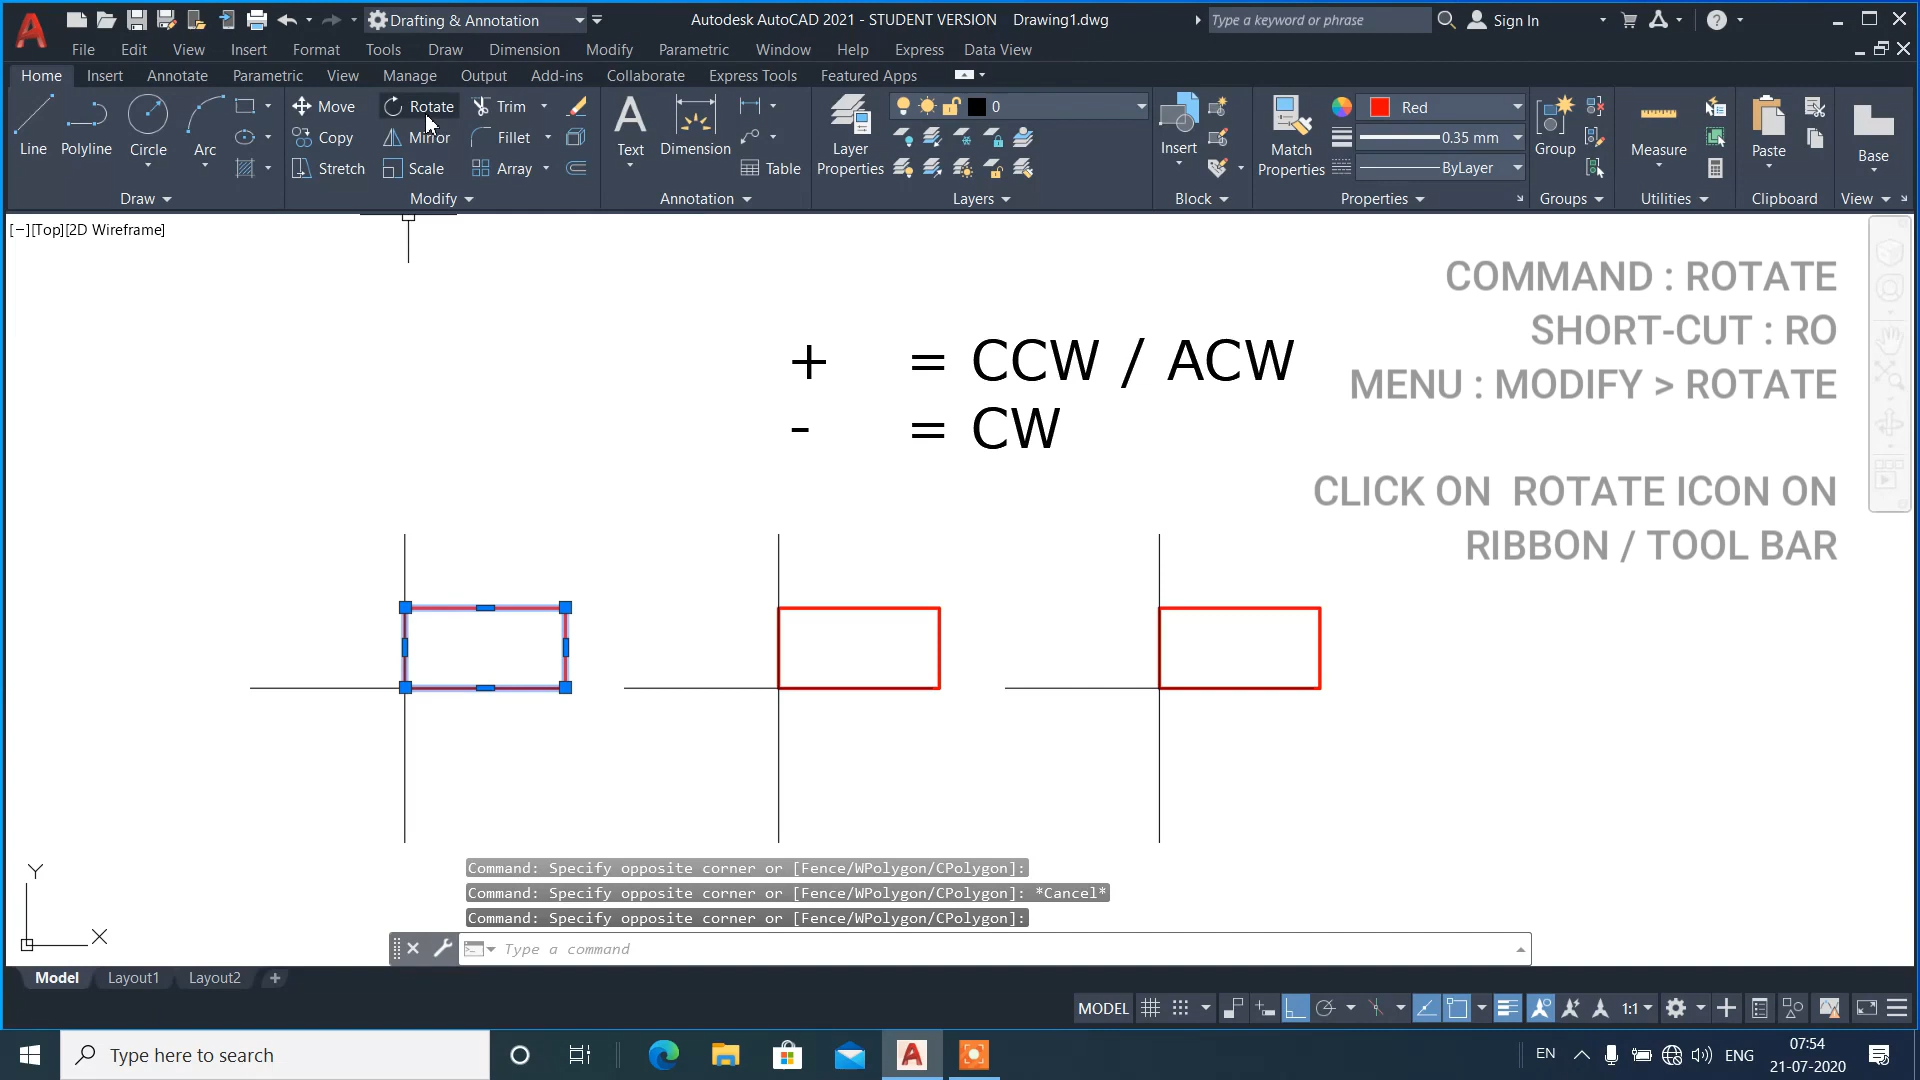 Drafting & Annotation
Autodesk AutoCAD 2021 - STUDENT VERSION Drawing1.dwg
Type a keyword or phrase
Sign In
File Edit View Insert Format Tools Draw Dimension Modify Parametric Window Help Express Data View
Home Insert Annotate Parametric View Manage Output Add-ins Collaborate Express Tools Featured Apps
Line Polyline Circle Arc
Move Rotate Trim
Copy Mirror Fillet
Stretch Scale Array
Text Dimension
Table
Layer
Properties
0
Insert
Match
Properties
Red
0.35 mm
ByLayer
Group
Measure
Paste
Base
Draw Modify Annotation Layers Block Properties Groups Utilities Clipboard View
[−][Top][2D Wireframe]
COMMAND : ROTATE
SHORT-CUT : RO
MENU : MODIFY > ROTATE
CLICK ON ROTATE ICON ON
RIBBON / TOOL BAR
+ = CCW / ACW
- = CW
Command: Specify opposite corner or [Fence/WPolygon/CPolygon]:
Command: Specify opposite corner or [Fence/WPolygon/CPolygon]: *Cancel*
Command: Specify opposite corner or [Fence/WPolygon/CPolygon]:
Type a command
Y
X
Model Layout1 Layout2 +
MODEL
1:1
Type here to search
EN
ENG
07:54
21-07-2020